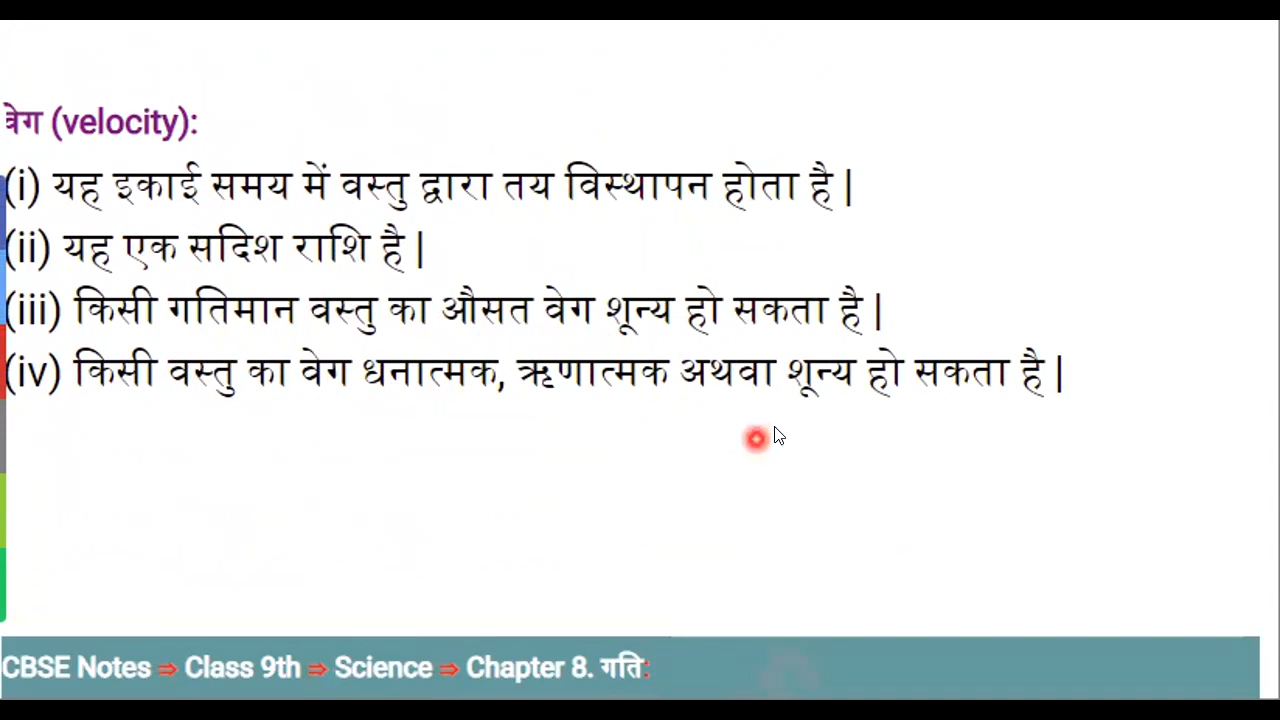 वेग (velocity):
(i) यह इकाई समय में वस्तु द्वारा तय विस्थापन होता है |
(ii) यह एक सदिश राशि है |
(iii) किसी गतिमान वस्तु का औसत वेग शून्य हो सकता है |
(iv) किसी वस्तु का वेग धनात्मक, ऋणात्मक अथवा शून्य हो सकता है |
CBSE Notes ⇒ Class 9th ⇒ Science ⇒ Chapter 8. गति: